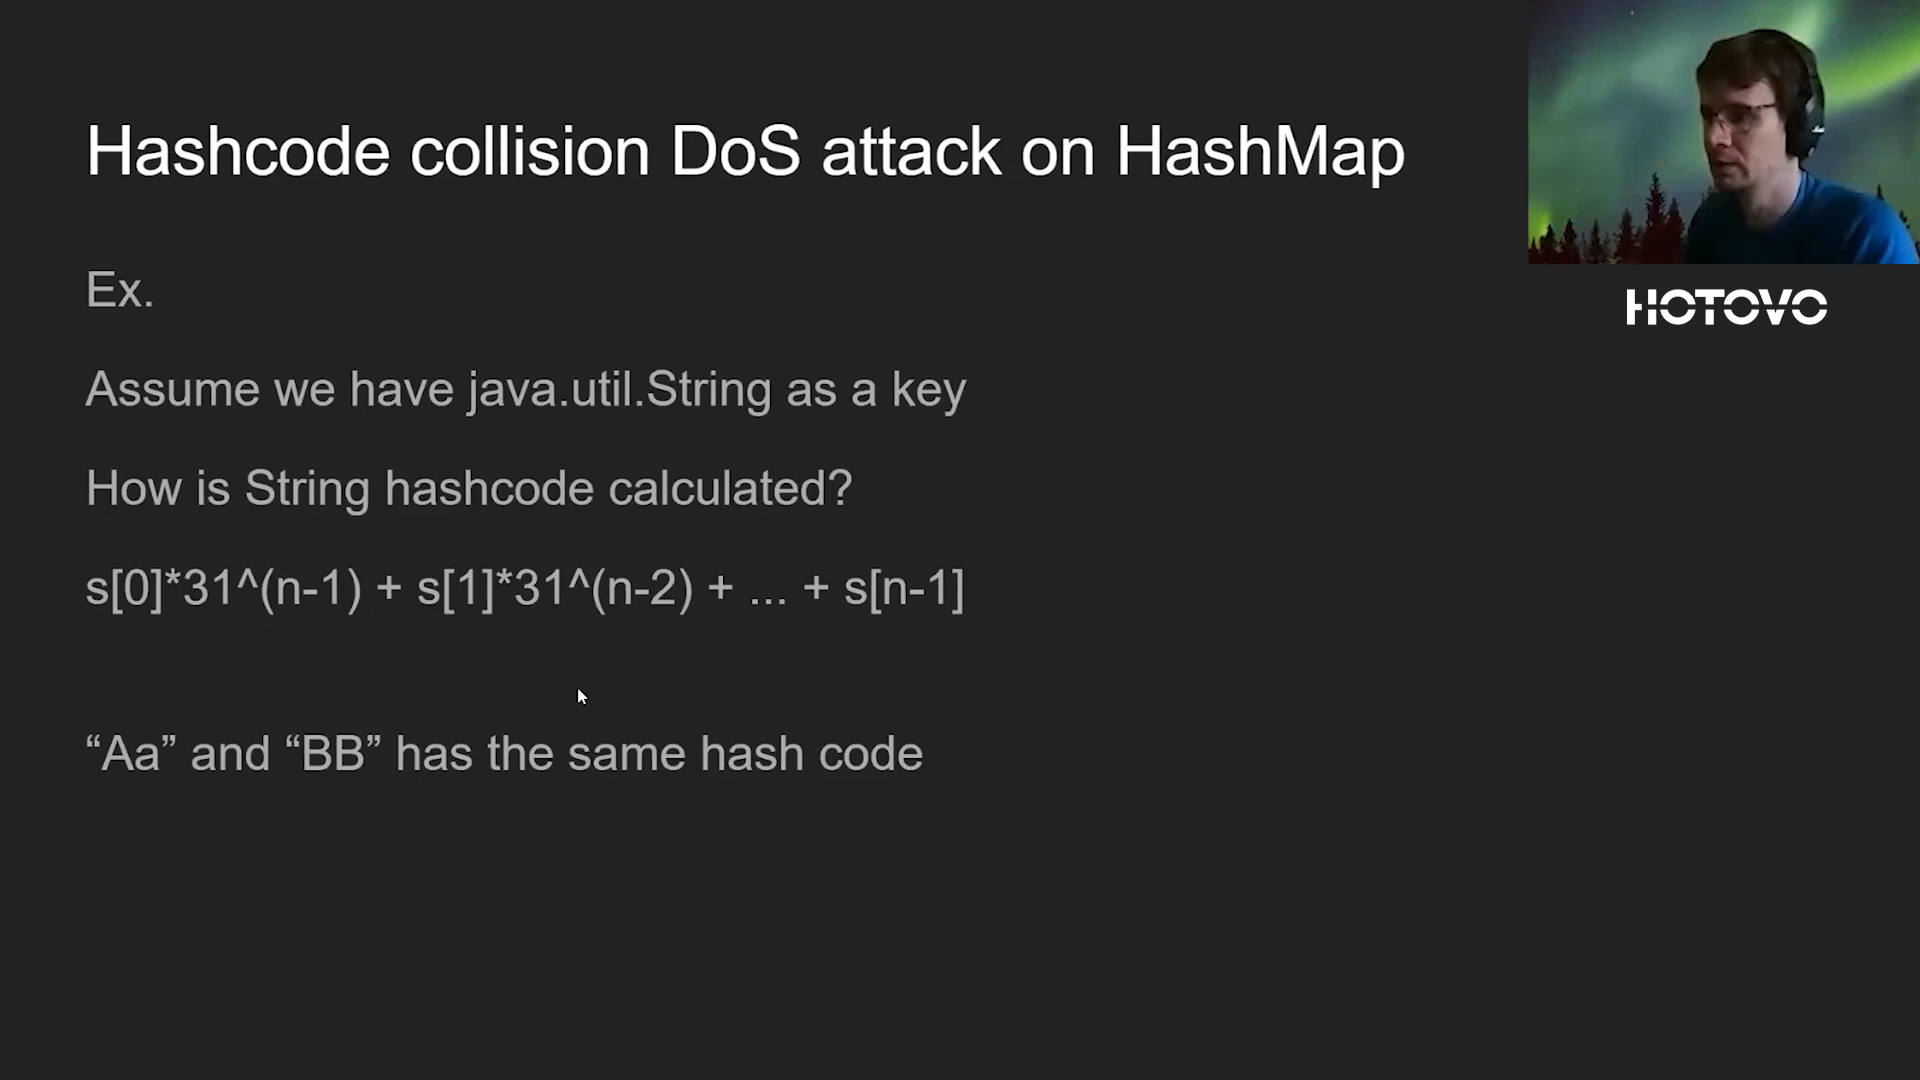 Hashcode collision DoS attack on HashMap
Ex.
Assume we have java.util.String as a key
How is String hashcode calculated?
s[0]*31^(n-1) + s[1]*31^(n-2) + ... + s[n-1]
“Aa” and “BB” has the same hash code
HOTOVO